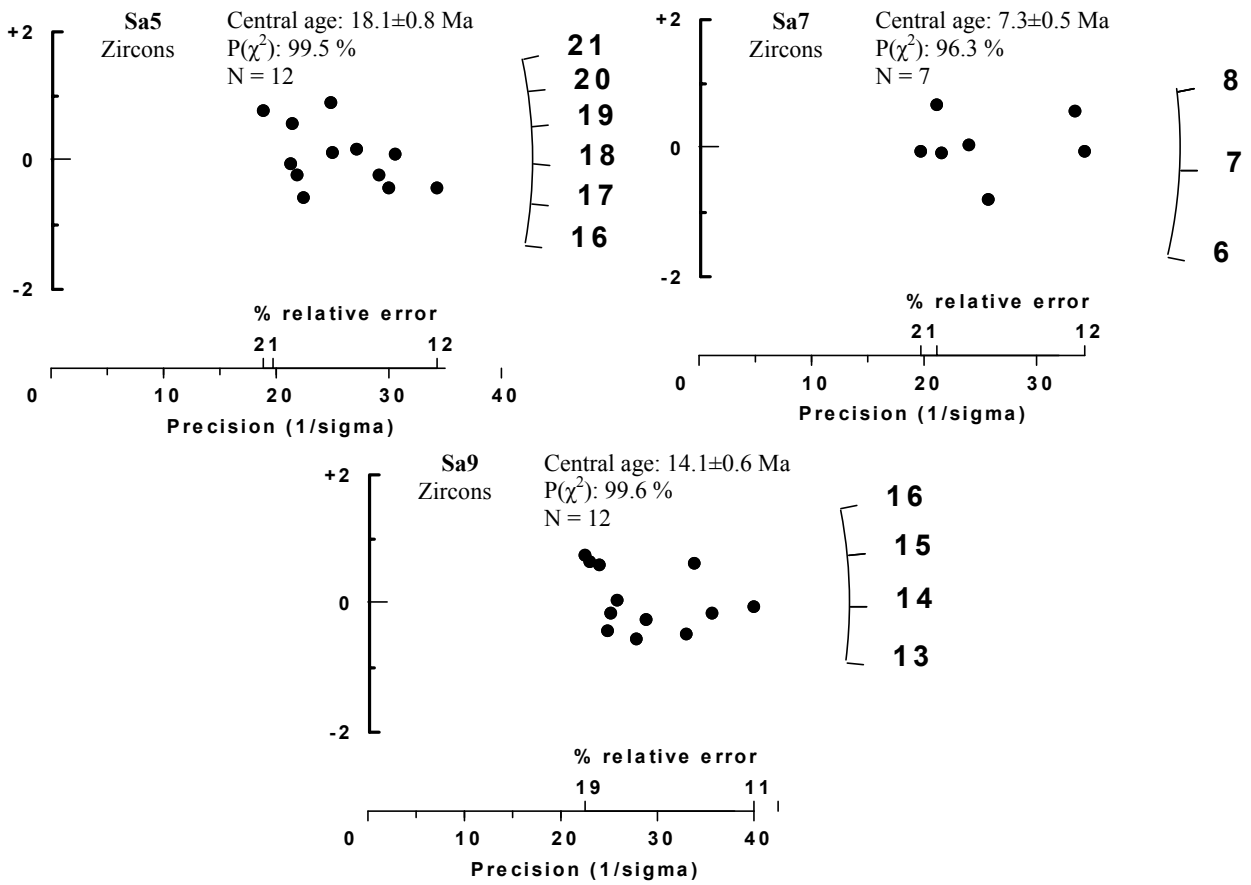 Sa5
Zircons
Central age: 18.1±0.8 Ma
P(χ²): 99.5 %
N = 12
+2
0
-2
21
20
19
18
17
16
% relative error
21
12
0
20
30
40
Precision (1/sigma)
Sa7
Zircons
Central age: 7.3±0.5 Ma
P(χ²): 96.3 %
N = 7
+2
0
-2
8
7
6
% relative error
21
12
0
10
20
30
Precision (1/sigma)
Sa9
Zircons
Central age: 14.1±0.6 Ma
P(χ²): 99.6 %
N = 12
+2
0
-2
16
15
14
13
% relative error
19
11
0
10
20
30
40
Precision (1/sigma)